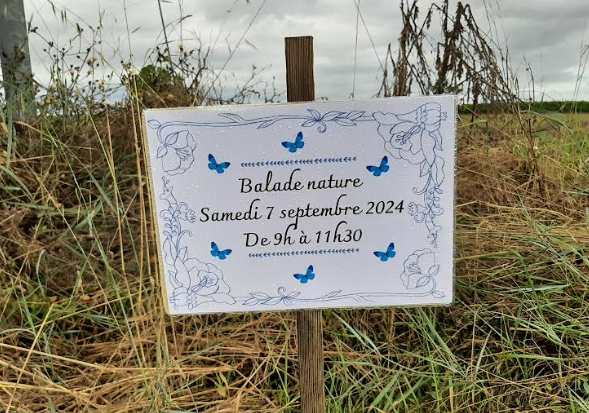 Balade nature
Samedi 7 septembre 2024
De 9h à 11h30